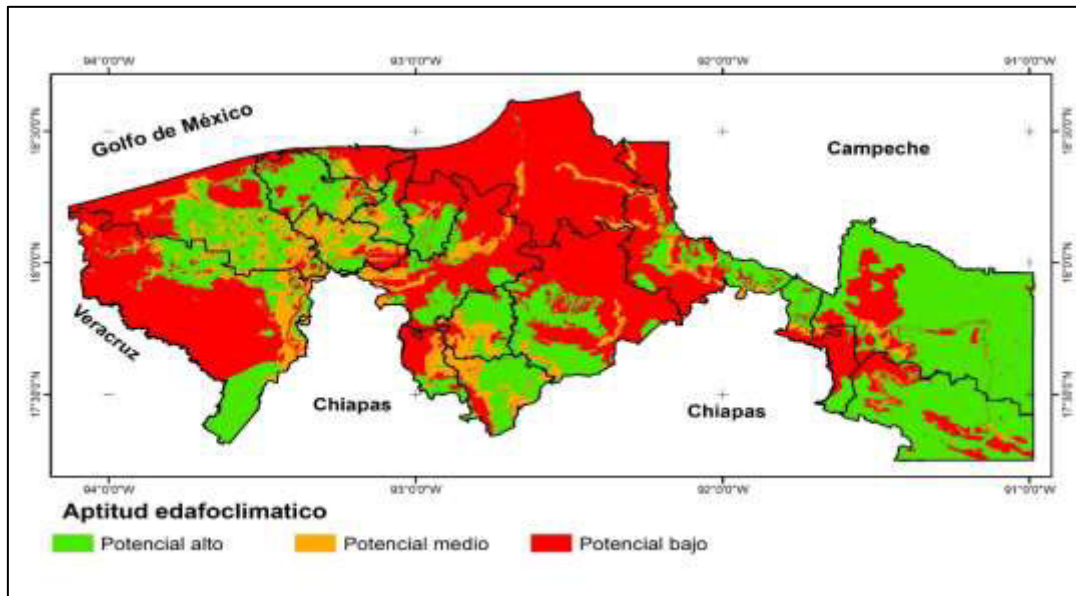 94°0'0"W 93°0'0"W 92°0'0"W 91°0'0"W
Golfo de México
Campeche
18°30'0"N 18°30'0"N
18°0'0"N 18°0'0"N
Veracruz
17°30'0"N 17°30'0"N
Chiapas Chiapas
94°0'0"W 93°0'0"W 92°0'0"W 91°0'0"W
Aptitud edafoclimatico
Potencial alto Potencial medio Potencial bajo